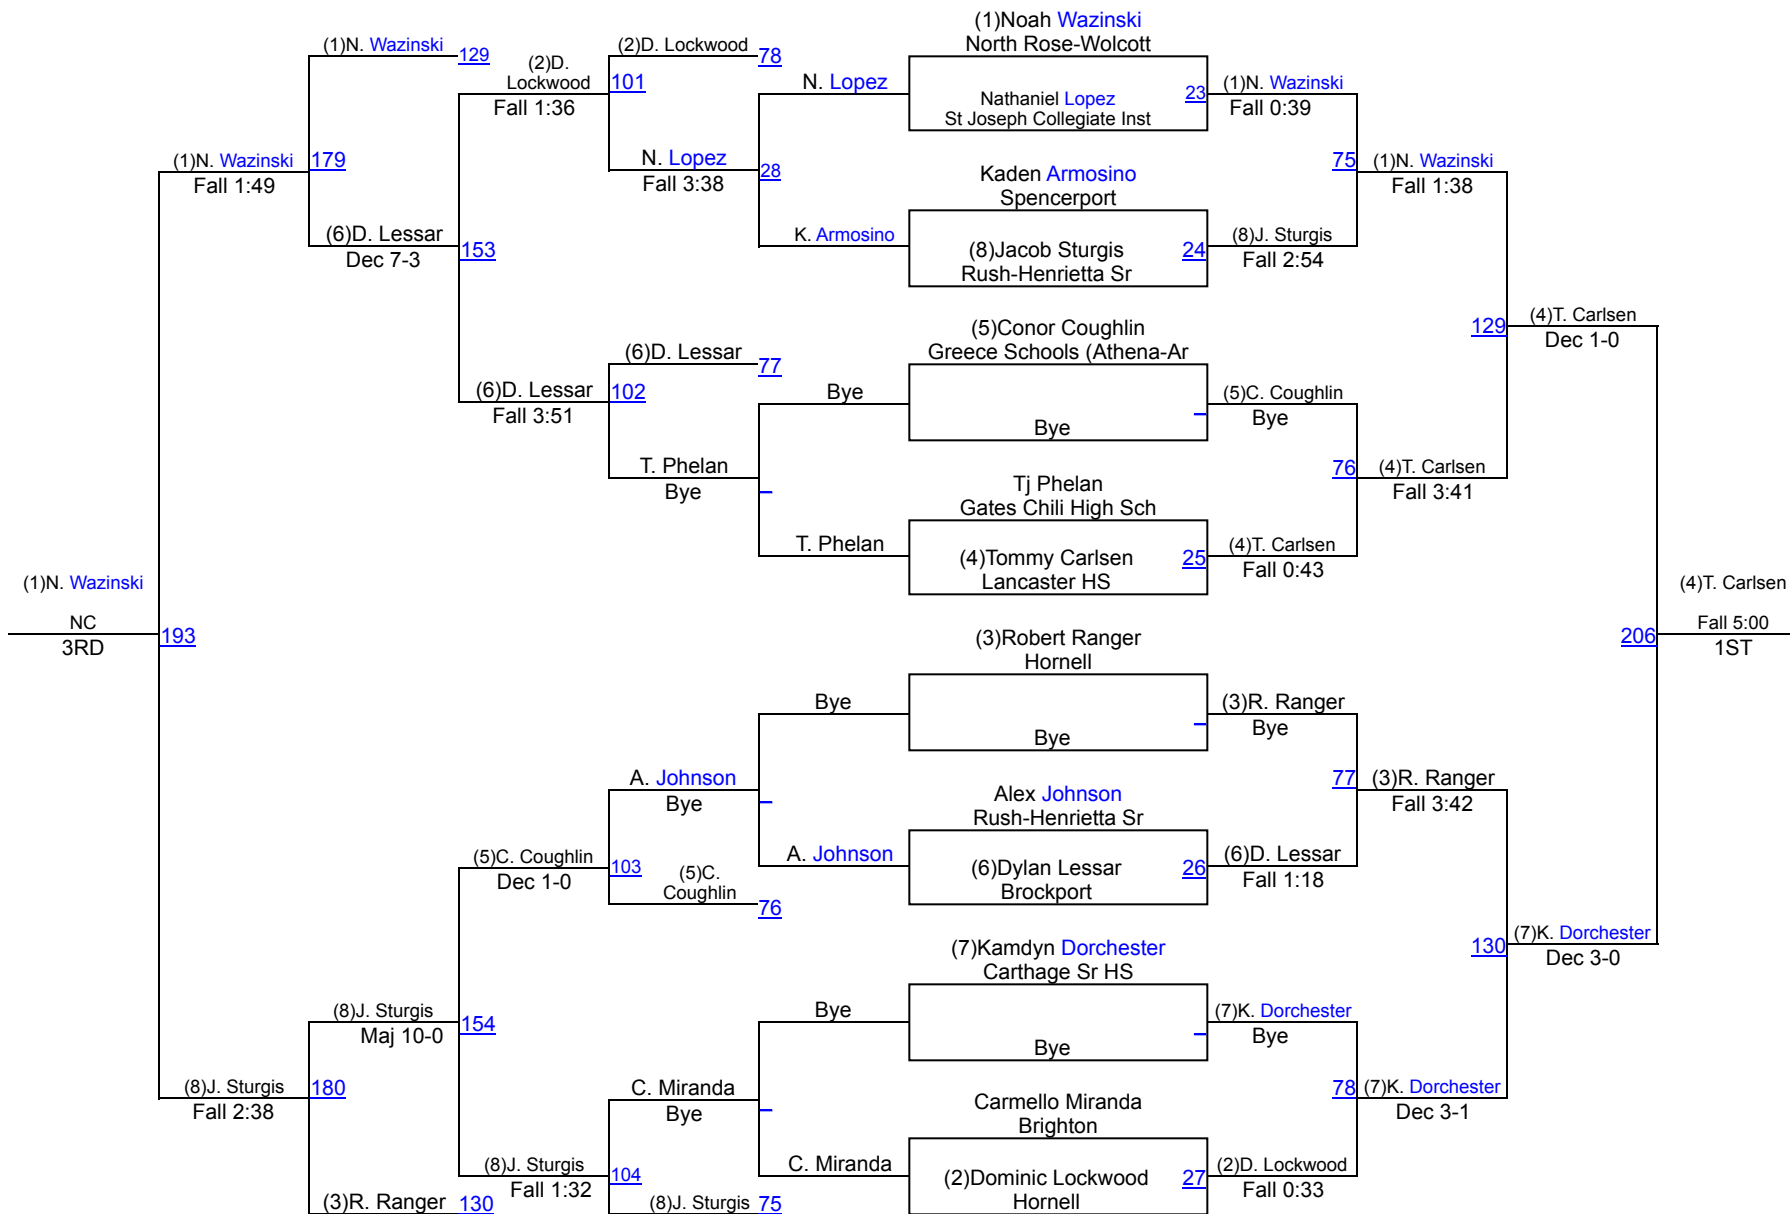 (1)Noah Wazinski
North Rose-Wolcott
(1)N. Wazinski
129
(2)D.
Lockwood
Fall 1:36
(2)D. Lockwood
78
101
N. Lopez
Nathaniel Lopez
St Joseph Collegiate Inst
23
(1)N. Wazinski
Fall 0:39
(1)N. Wazinski
Fall 1:49
179
N. Lopez
Fall 3:38
28
Kaden Armosino
Spencerport
75
(1)N. Wazinski
Fall 1:38
(6)D. Lessar
Dec 7-3
153
K. Armosino
(8)Jacob Sturgis
Rush-Henrietta Sr
24
(8)J. Sturgis
Fall 2:54
(5)Conor Coughlin
Greece Schools (Athena-Ar
129
(4)T. Carlsen
Dec 1-0
(6)D. Lessar
77
(6)D. Lessar
Fall 3:51
102
Bye
Bye
(5)C. Coughlin
Bye
T. Phelan
Bye
Tj Phelan
Gates Chili High Sch
76
(4)T. Carlsen
Fall 3:41
T. Phelan
(4)Tommy Carlsen
Lancaster HS
25
(4)T. Carlsen
Fall 0:43
(1)N. Wazinski
NC
3RD
193
(4)T. Carlsen
Fall 5:00
1ST
206
(3)Robert Ranger
Hornell
Bye
Bye
(3)R. Ranger
Bye
A. Johnson
Bye
Alex Johnson
Rush-Henrietta Sr
77
(3)R. Ranger
Fall 3:42
(5)C. Coughlin
Dec 1-0
103
(5)C.
Coughlin
76
A. Johnson
(6)Dylan Lessar
Brockport
26
(6)D. Lessar
Fall 1:18
(7)Kamdyn Dorchester
Carthage Sr HS
130
(7)K. Dorchester
Dec 3-0
(8)J. Sturgis
Maj 10-0
154
Bye
Bye
(7)K. Dorchester
Bye
(8)J. Sturgis
Fall 2:38
180
C. Miranda
Bye
Carmello Miranda
Brighton
78
(7)K. Dorchester
Dec 3-1
(8)J. Sturgis
Fall 1:32
104
C. Miranda
(2)Dominic Lockwood
Hornell
27
(2)D. Lockwood
Fall 0:33
(3)R. Ranger
130
(8)J. Sturgis
75